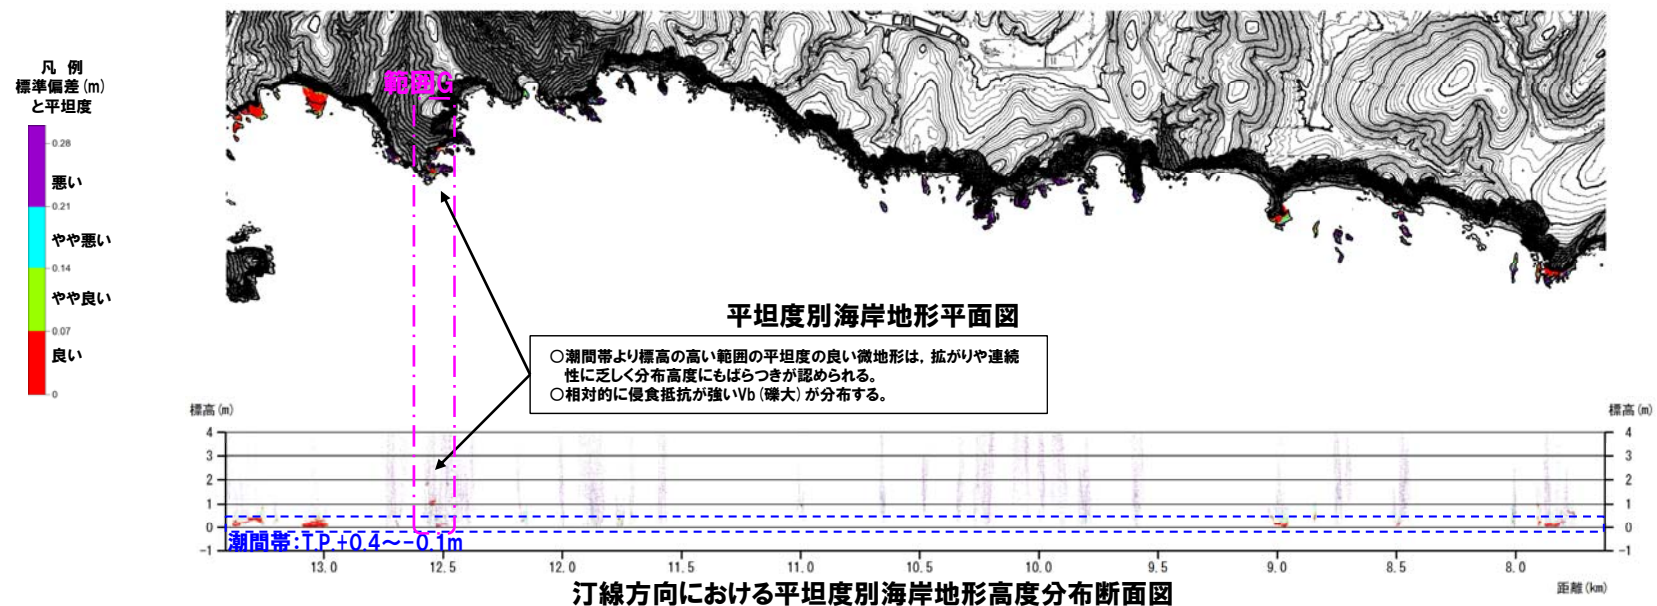 凡 例
標準偏差(m)
と平坦度
0.28
悪い
0.21
やや悪い
0.14
やや良い
0.07
良い
0
範囲G
平坦度別海岸地形平面図
○潮間帯より標高の高い範囲の平坦度の良い微地形は，拡がりや連続
性に乏しく分布高度にもばらつきが認められる。
○相対的に侵食抵抗が強いVb(礫大)が分布する。
標高(m)
標高(m)
4
3
2
1
0
-1
4
3
2
1
0
-1
潮間帯:T.P.+0.4～-0.1m
13.0 12.5 12.0 11.5 11.0 10.5 10.0 9.5 9.0 8.5 8.0
距離(km)
汀線方向における平坦度別海岸地形高度分布断面図